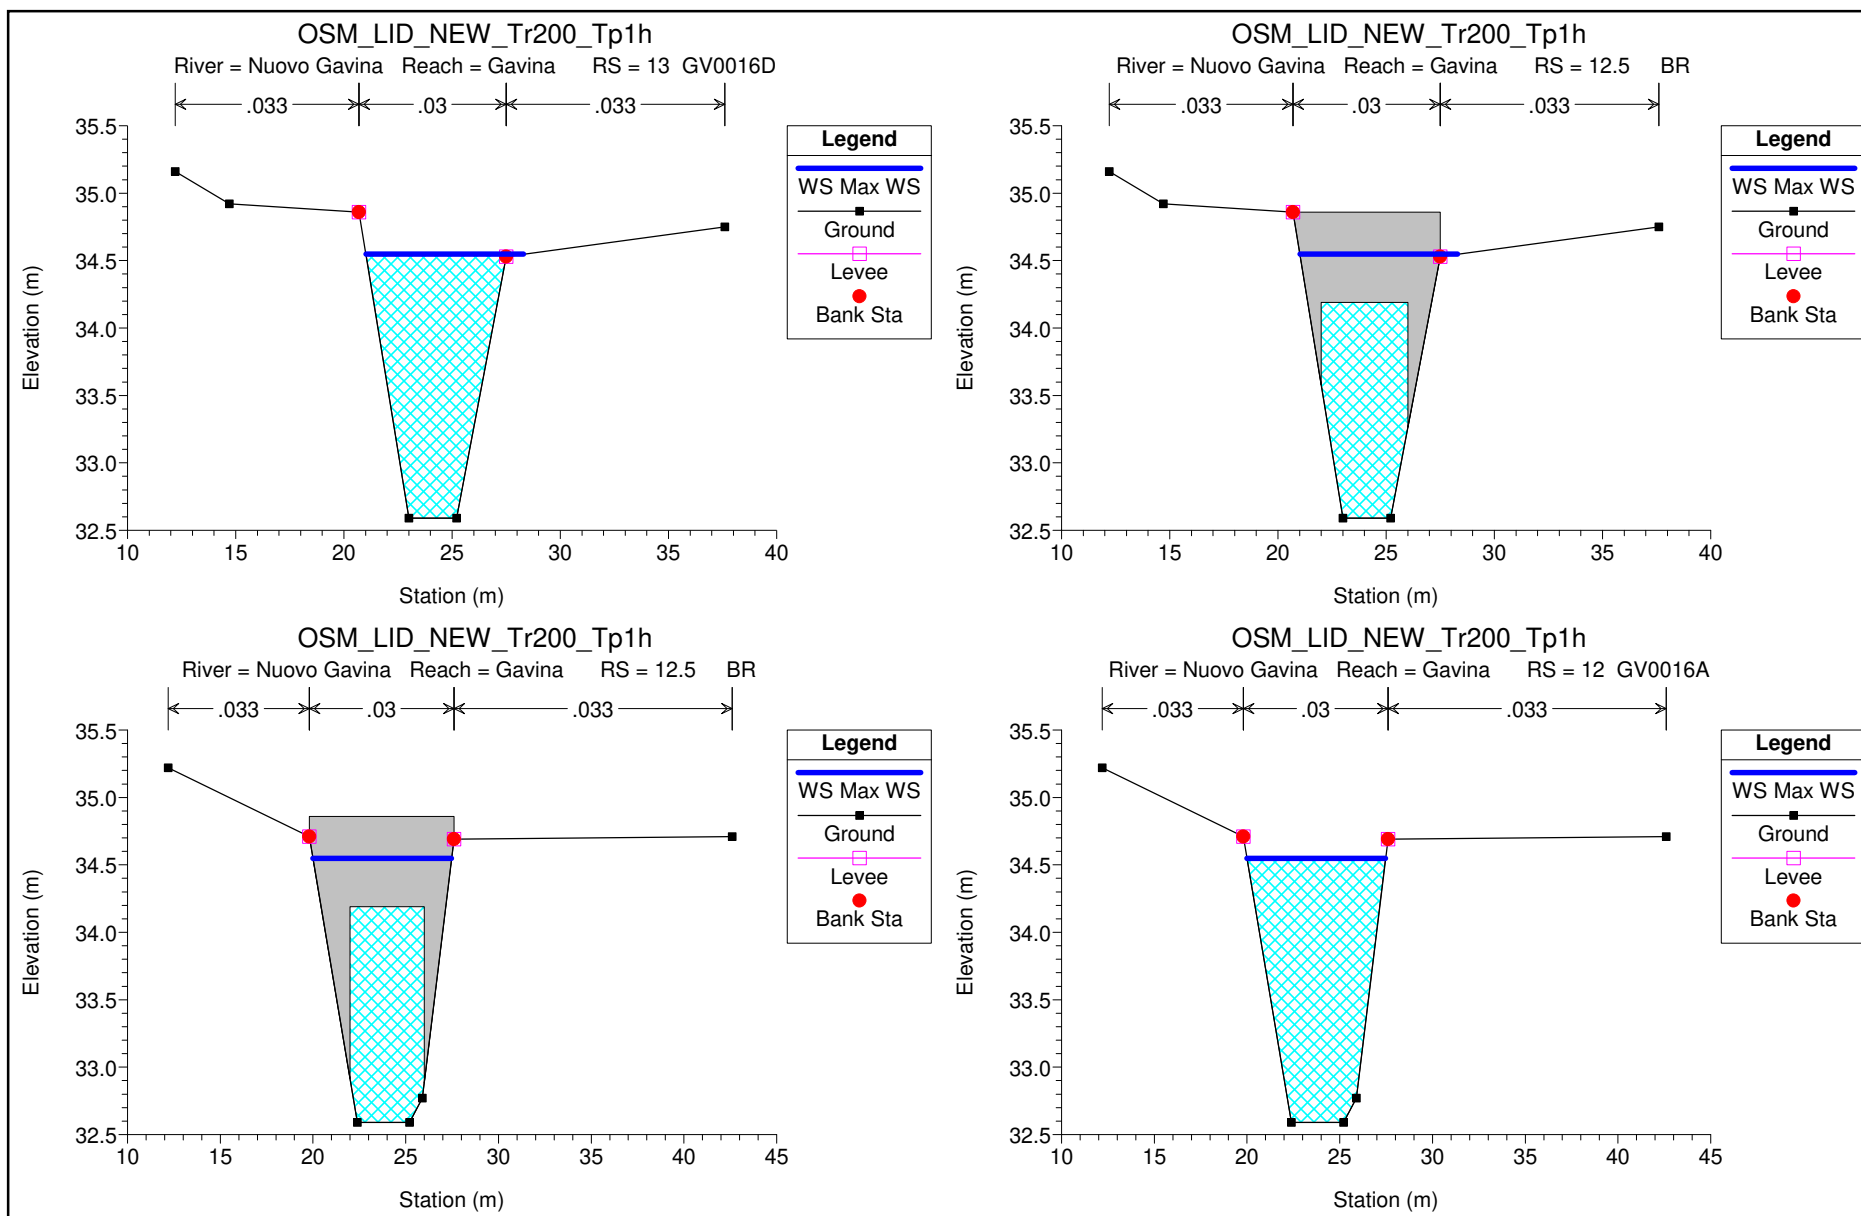 OSM_LID_NEW_Tr200_Tp1h
River = Nuovo Gavina Reach = Gavina RS = 13 GV0016D
.033 .03 .033
35.5
35.0
34.5
34.0
33.5
33.0
32.5
Elevation (m)
10 15 20 25 30 35 40
Station (m)
Legend
WS Max WS
Ground
Levee
Bank Sta
OSM_LID_NEW_Tr200_Tp1h
River = Nuovo Gavina Reach = Gavina RS = 12.5 BR
.033 .03 .033
35.5
35.0
34.5
34.0
33.5
33.0
32.5
Elevation (m)
10 15 20 25 30 35 40
Station (m)
Legend
WS Max WS
Ground
Levee
Bank Sta
OSM_LID_NEW_Tr200_Tp1h
River = Nuovo Gavina Reach = Gavina RS = 12.5 BR
.033 .03 .033
35.5
35.0
34.5
34.0
33.5
33.0
32.5
Elevation (m)
10 15 20 25 30 35 40 45
Station (m)
Legend
WS Max WS
Ground
Levee
Bank Sta
OSM_LID_NEW_Tr200_Tp1h
River = Nuovo Gavina Reach = Gavina RS = 12 GV0016A
.033 .03 .033
35.5
35.0
34.5
34.0
33.5
33.0
32.5
Elevation (m)
10 15 20 25 30 35 40 45
Station (m)
Legend
WS Max WS
Ground
Levee
Bank Sta